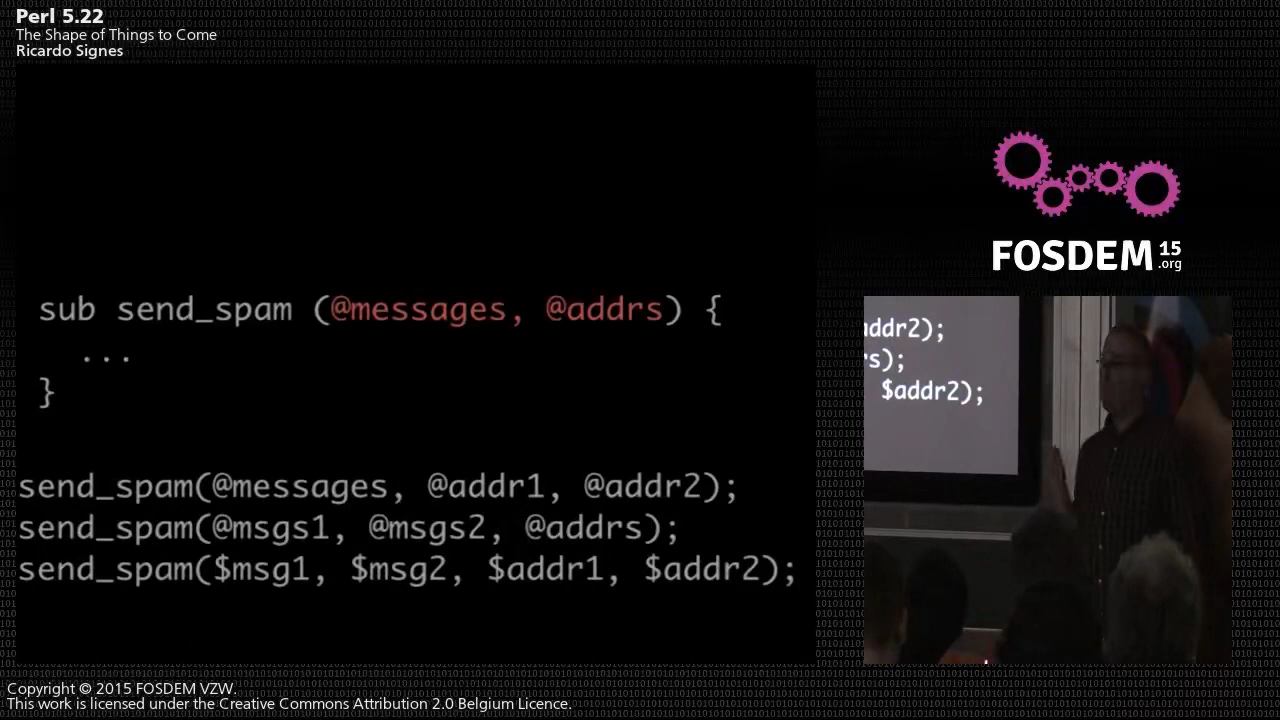 Perl 5.22
The Shape of Things to Come
Ricardo Signes
sub send_spam (@messages, @addrs) {
...
}
send_spam(@messages, @addr1, @addr2);
send_spam(@msgs1, @msgs2, @addrs);
send_spam($msg1, $msg2, $addr1, $addr2);
FOSDEM 15
.org
addr2);
s);
$addr2);
Copyright © 2015 FOSDEM VZW.
This work is licensed under the Creative Commons Attribution 2.0 Belgium Licence.